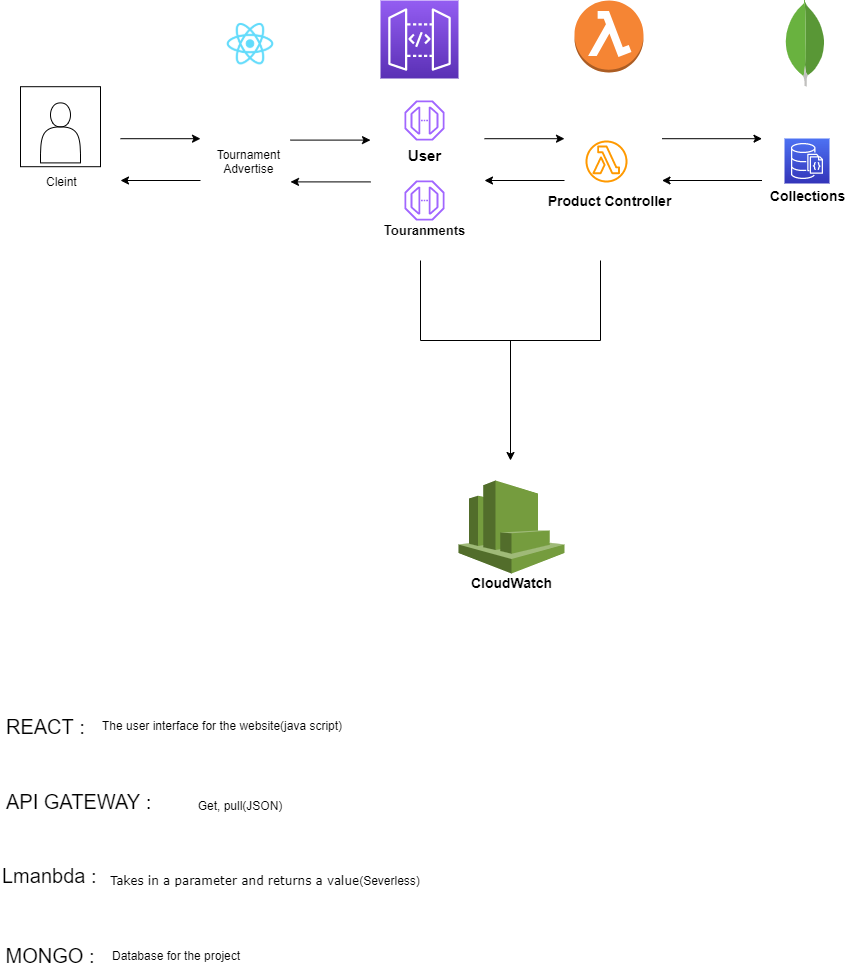 Cleint
Tournament
Advertise
User
Touranments
Product Controller
Collections
CloudWatch
REACT : The user interface for the website(java script)
API GATEWAY : Get, pull(JSON)
Lmanbda : Takes in a parameter and returns a value(Severless)
MONGO : Database for the project